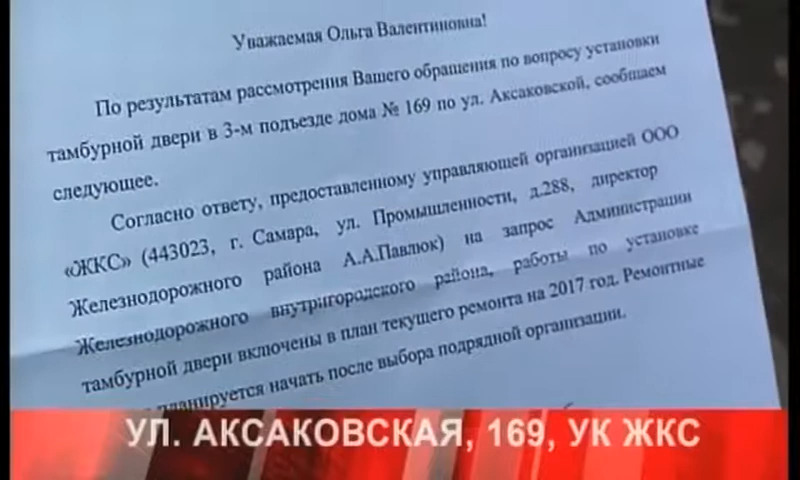 Уважаемая Ольга Валентиновна!
По результатам рассмотрения Вашего обращения по вопросу установки
тамбурной двери в 3-м подъезде дома № 169 по ул. Аксаковской, сообщаем
следующее.
Согласно ответу, предоставленному управляющей организацией ООО
«ЖКС» (443023, г. Самара, ул. Промышленности, д.288, директор
Железнодорожного района А.А.Павлюк) на запрос Администрации
Железнодорожного внутригородского района, работы по установке
тамбурной двери включены в план текущего ремонта на 2017 год. Ремонтные
планируется начать после выбора подрядной организации.
УЛ. АКСАКОВСКАЯ, 169, УК ЖКС